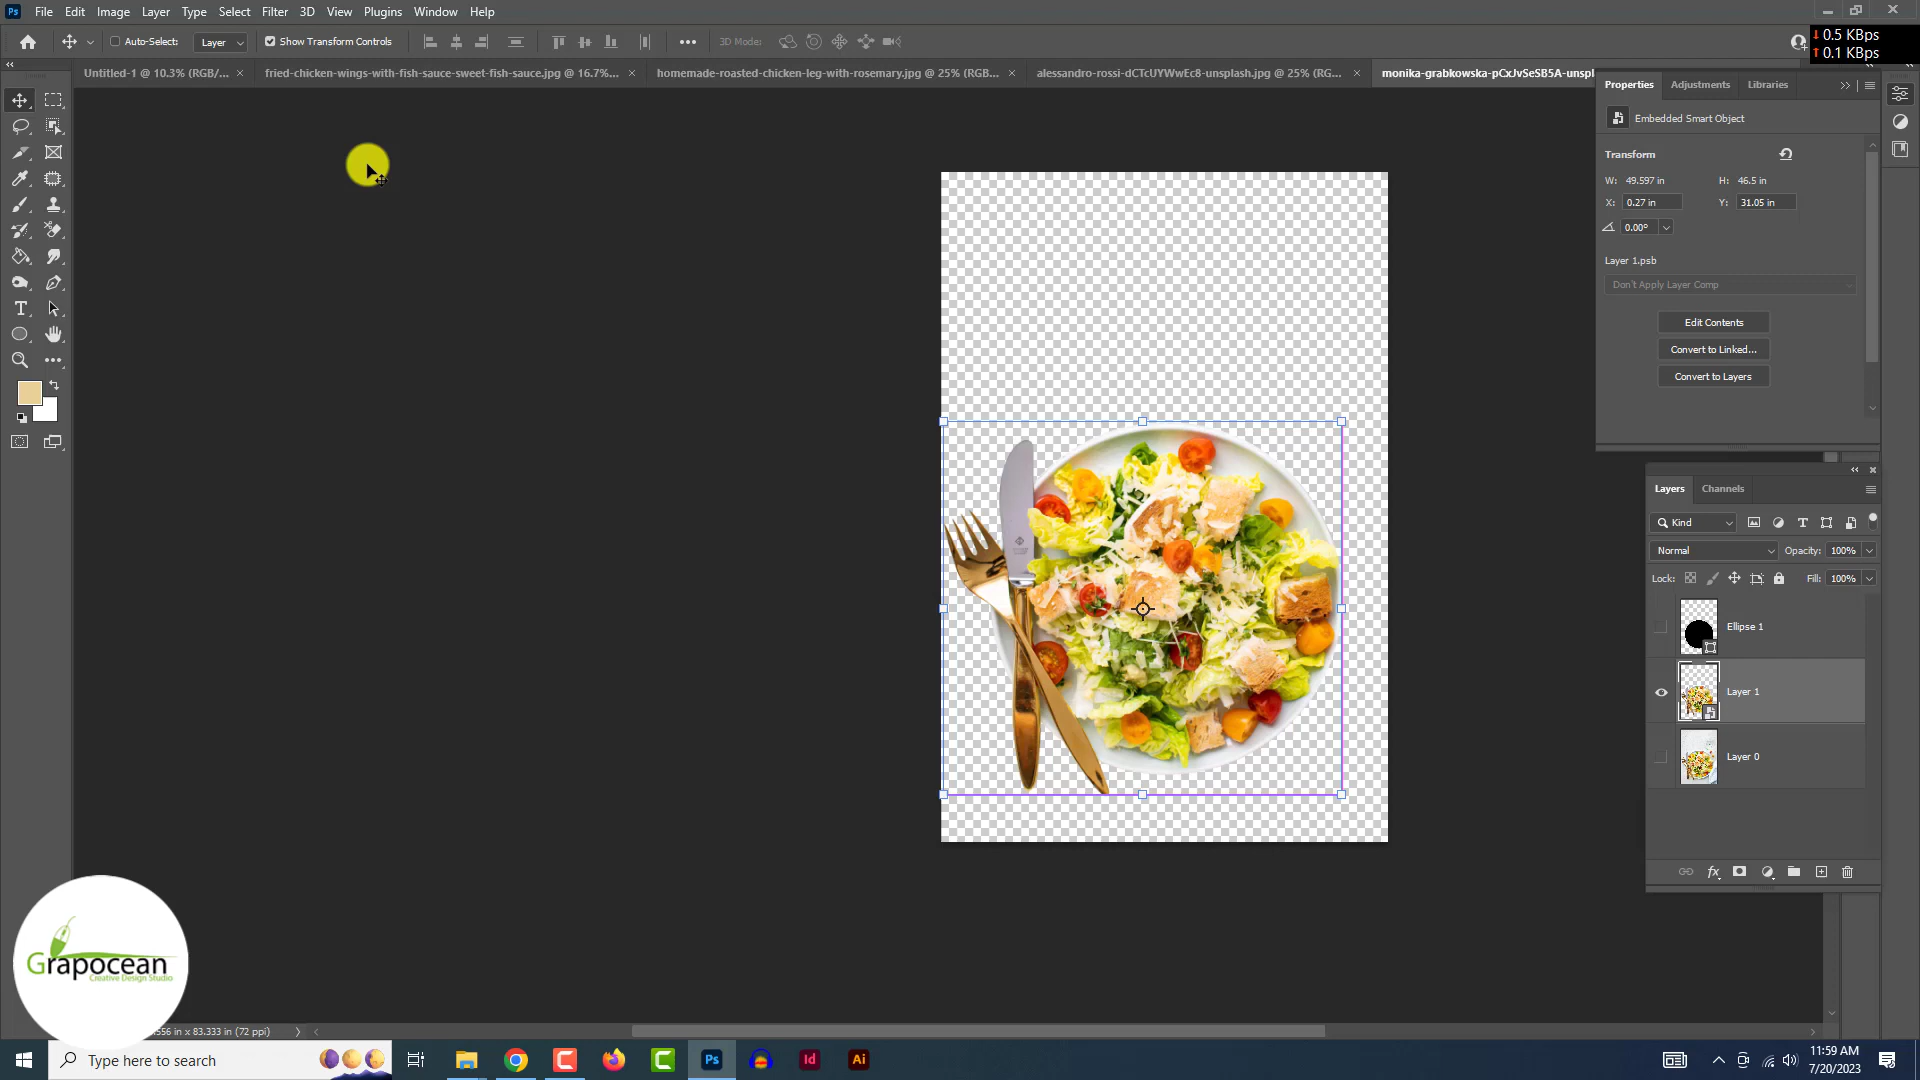 Ps File Edit Image Layer Type Select Filter 3D View Plugins Window Help
Auto-Select: Layer Show Transform Controls 3D Mode:
0.5 KBps
0.1 KBps
Untitled-1 @ 10.3% (RGB/... × fried-chicken-wings-with-fish-sauce-sweet-fish-sauce.jpg @ 16.7%... × homemade-roasted-chicken-leg-with-rosemary.jpg @ 25% (RGB... × alessandro-rossi-dCTcUYWwEc8-unsplash.jpg @ 25% (RG... × monika-grabkowska-pCxJvSeSB5A-unspl
Properties Adjustments Libraries
Embedded Smart Object
Transform
W: 49.597 in H: 46.5 in
X: 0.27 in Y: 31.05 in
0.00°
Layer 1.psb
Don't Apply Layer Comp
Edit Contents
Convert to Linked...
Convert to Layers
Layers Channels
Kind
Normal Opacity: 100%
Lock: Fill: 100%
Ellipse 1
Layer 1
Layer 0
Grapocean
Creative Design Studio
556 in x 83.333 in (72 ppi)
Type here to search
Ps Id Ai
11:59 AM
7/20/2023